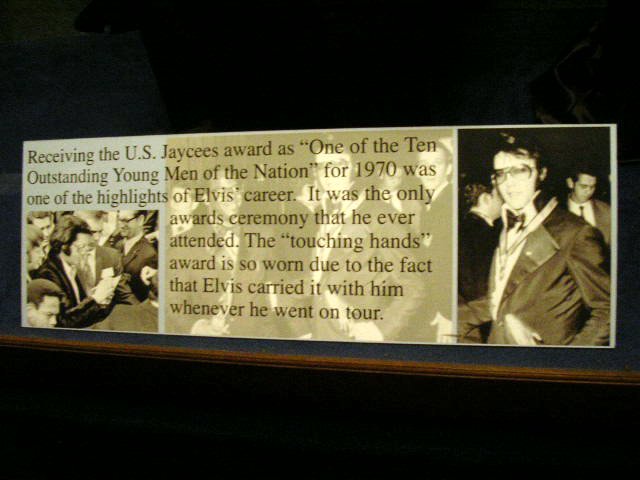 Receiving the U.S. Jaycees award as “One of the Ten
Outstanding Young Men of the Nation” for 1970 was
one of the highlights of Elvis’ career. It was the only
awards ceremony that he ever
attended. The “touching hands”
award is so worn due to the fact
that Elvis carried it with him
whenever he went on tour.